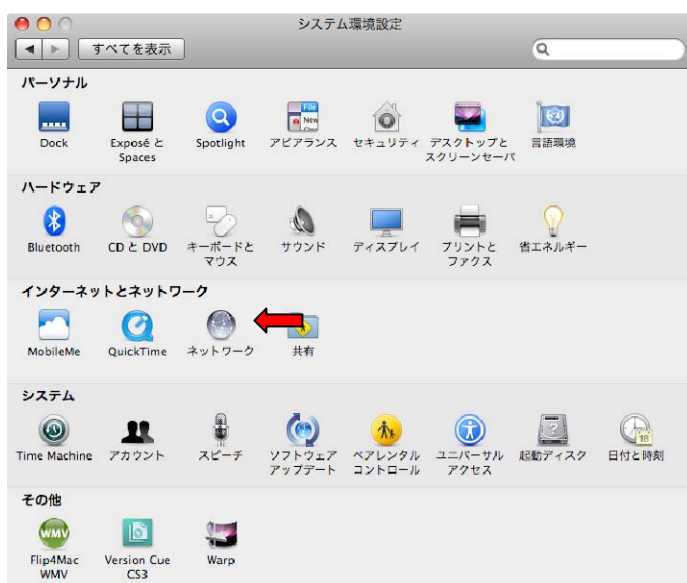 システム環境設定
すべてを表示
パーソナル
Dock
Exposé と
Spaces
Spotlight
アピアランス
セキュリティ
デスクトップと
スクリーンセーバ
言語環境
ハードウェア
Bluetooth
CD と DVD
キーボードと
マウス
サウンド
ディスプレイ
プリントと
ファクス
省エネルギー
インターネットとネットワーク
MobileMe
QuickTime
ネットワーク
共有
システム
Time Machine
アカウント
スピーチ
ソフトウェア
アップデート
ペアレンタル
コントロール
ユニバーサル
アクセス
起動ディスク
日付と時刻
その他
Flip4Mac
WMV
Version Cue
CS3
Warp
File
New
18
WMV